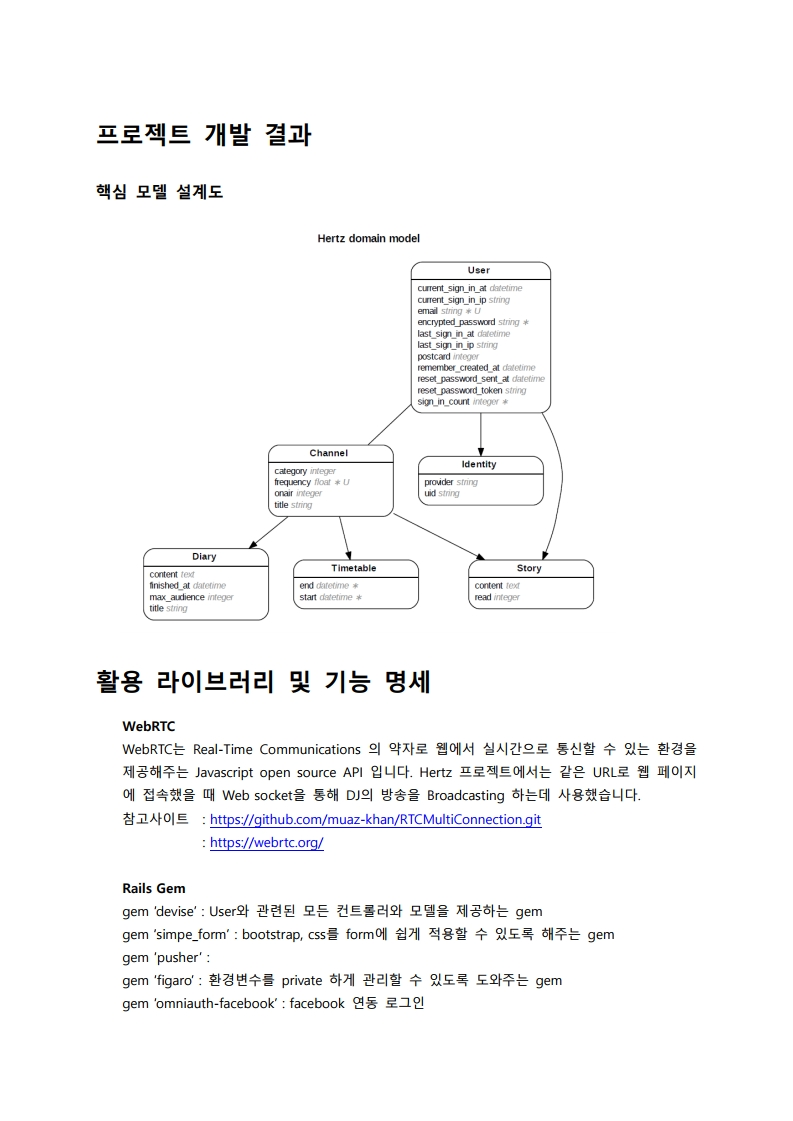 프로젝트 개발 결과
핵심 모델 설계도
Hertz domain model
User
current_sign_in_at datetime
current_sign_in_ip string
email string ∗ U
encrypted_password string ∗
last_sign_in_at datetime
last_sign_in_ip string
postcard integer
remember_created_at datetime
reset_password_sent_at datetime
reset_password_token string
sign_in_count integer ∗
Channel
category integer
frequency float ∗ U
onair integer
title string
Identity
provider string
uid string
Diary
content text
finished_at datetime
max_audience integer
title string
Timetable
end datetime ∗
start datetime ∗
Story
content text
read integer
활용 라이브러리 및 기능 명세
WebRTC
WebRTC는 Real-Time Communications 의 약자로 웹에서 실시간으로 통신할 수 있는 환경을
제공해주는 Javascript open source API 입니다. Hertz 프로젝트에서는 같은 URL로 웹 페이지
에 접속했을 때 Web socket을 통해 DJ의 방송을 Broadcasting 하는데 사용했습니다.
참고사이트 : https://github.com/muaz-khan/RTCMultiConnection.git
: https://webrtc.org/
Rails Gem
gem ‘devise’ : User와 관련된 모든 컨트롤러와 모델을 제공하는 gem
gem ‘simpe_form’ : bootstrap, css를 form에 쉽게 적용할 수 있도록 해주는 gem
gem ‘pusher’ :
gem ‘figaro’ : 환경변수를 private 하게 관리할 수 있도록 도와주는 gem
gem ‘omniauth-facebook’ : facebook 연동 로그인